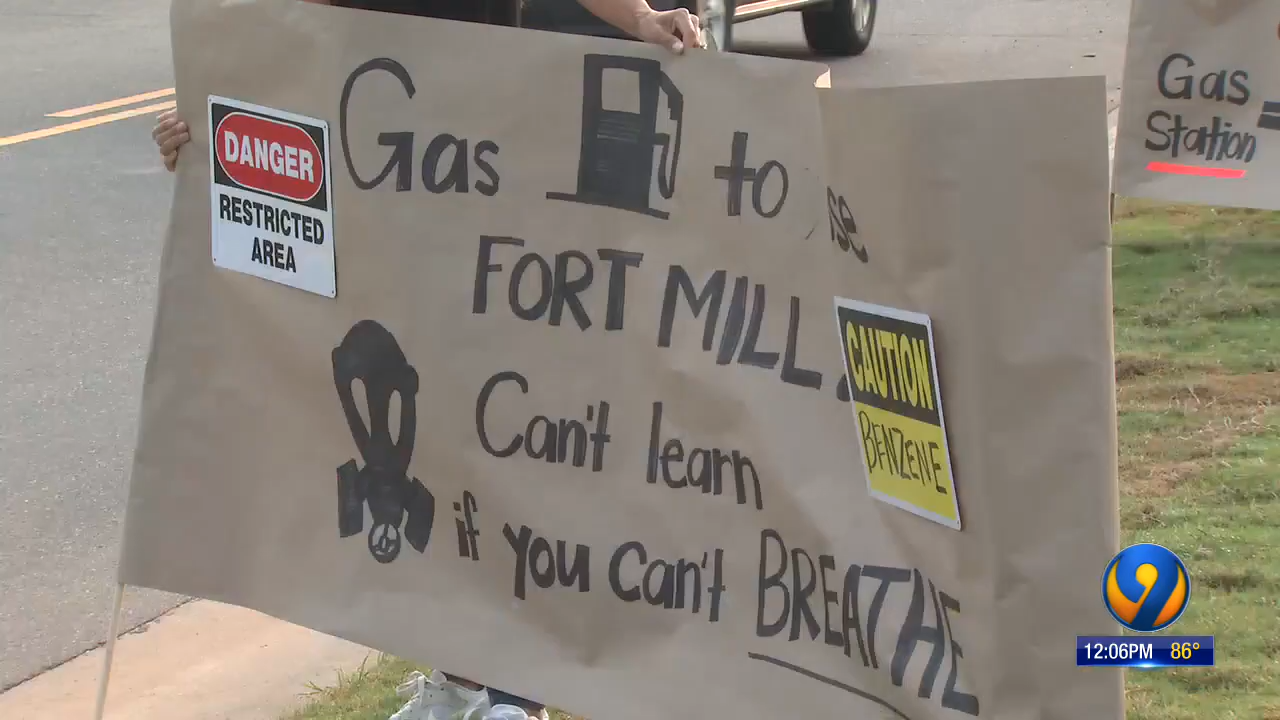 DANGER
RESTRICTED
AREA
Gas to se
FORT MILL
Can't learn
if you Can't BREATHE
CAUTION
BENZENE
Gas
Station
9
12:06PM 86°